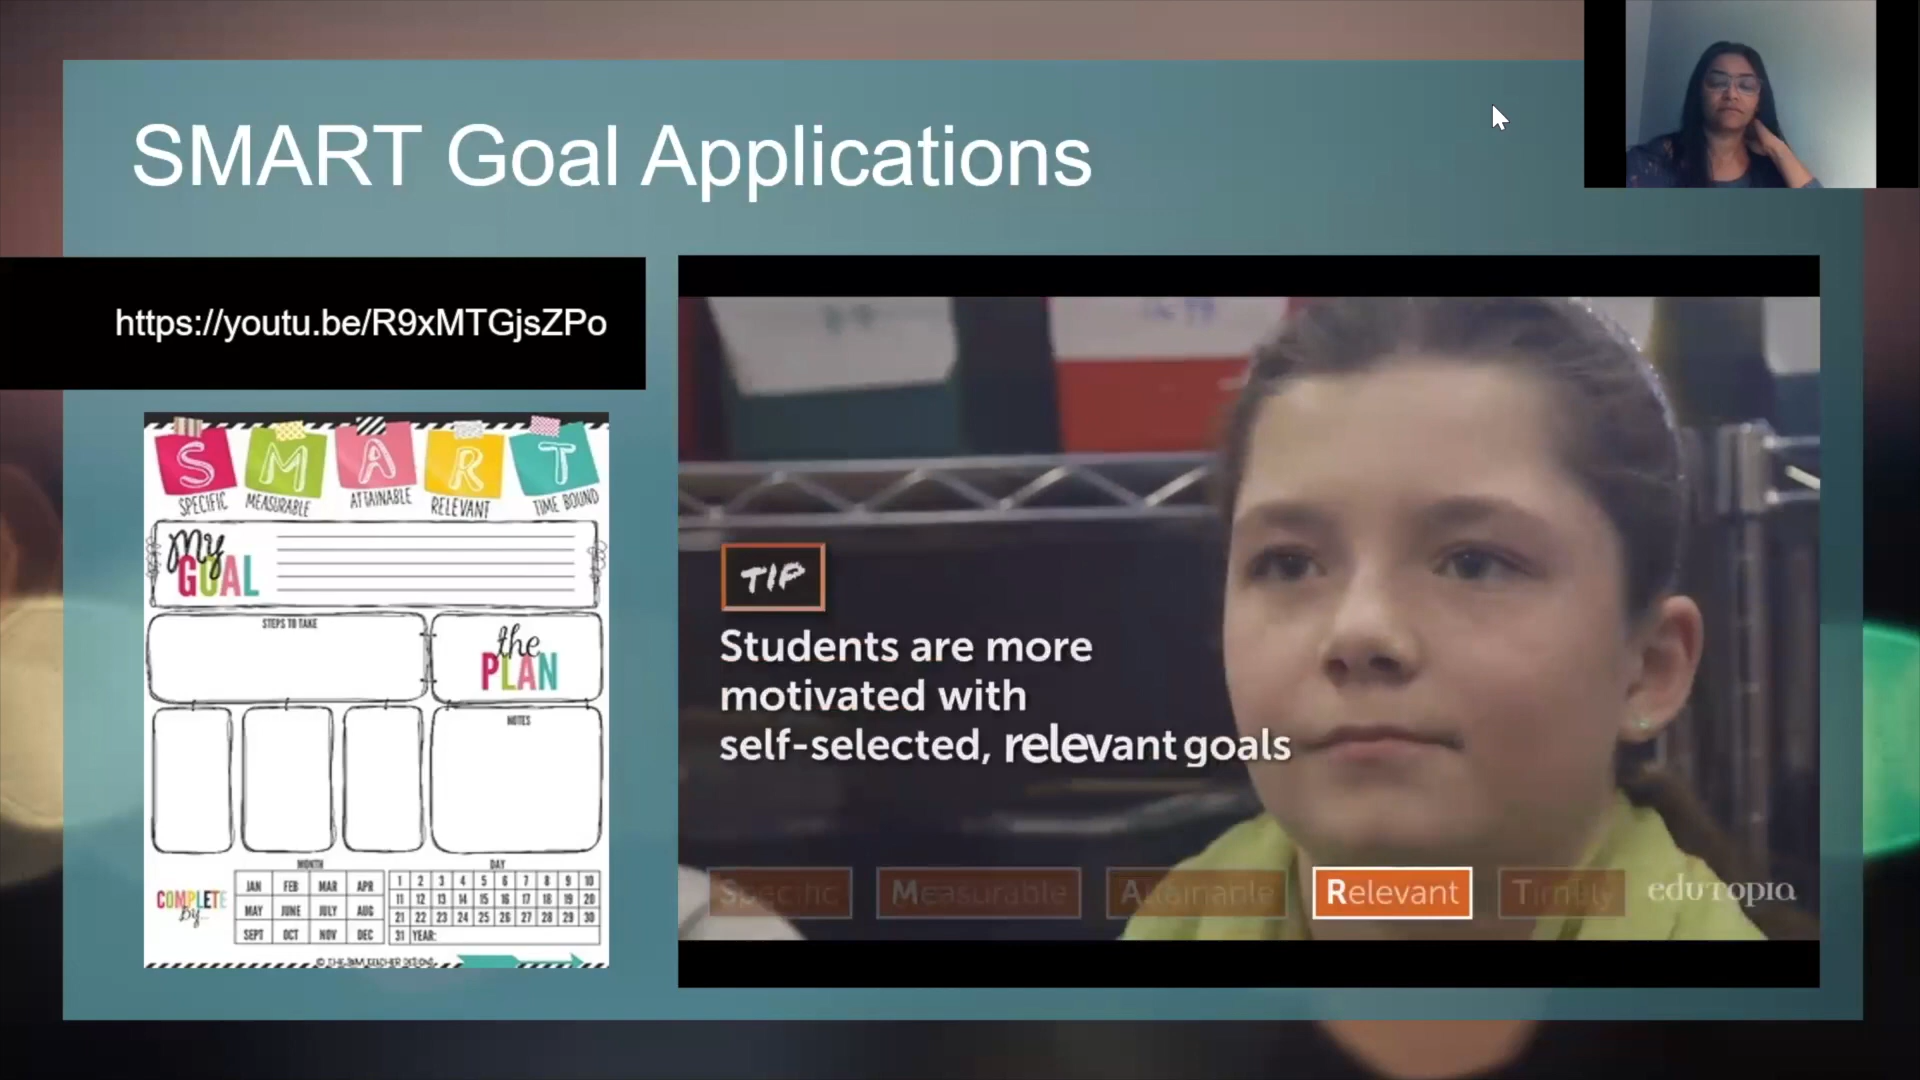 SMART Goal Applications
https://youtu.be/R9xMTGjsZPo
S M A R T
SPECIFIC MEASURABLE ATTAINABLE RELEVANT TIME BOUND
My
GOAL
STEPS TO TAKE
the
PLAN
NOTES
MONTH DAY
COMPLETE
By...
JAN FEB MAR APR
MAY JUNE JULY AUG
SEPT OCT NOV DEC
1 2 3 4 5 6 7 8 9 10
11 12 13 14 15 16 17 18 19 20
21 22 23 24 25 26 27 28 29 30
31 YEAR:
TIP
Students are more
motivated with
self-selected, relevant goals
Specific Measurable Attainable Relevant Timely edutopia